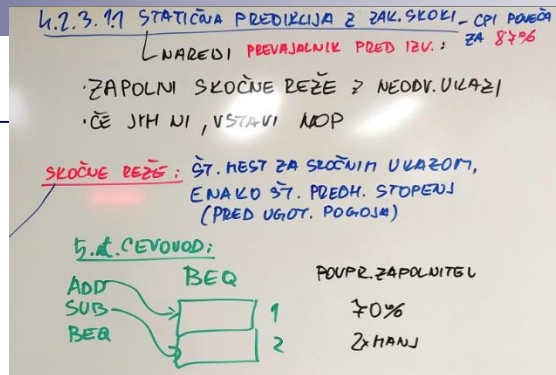 4.2.3.1.1 STATIČNA PREDIKCIJA Z ZAK. SKOKI - CPI POVEČA
ZA 87%
NAREDI PREVAJALNIK PRED IZV.:
· ZAPOLNI SKOČNE REŽE Z NEODV. UKAZI
· ČE JIH NI, VSTAVI NOP
SKOČNE REŽE: ŠT. MEST ZA SKOČNIM UKAZOM,
ENAKO ŠT. PREDH. STOPENJ
(PRED UGOT. POGOJA)
5. st. CEVOVOD:
BEQ POVPR. ZAPOLNITEV
ADD
SUB 1 70%
BEQ 2 2x MANJ